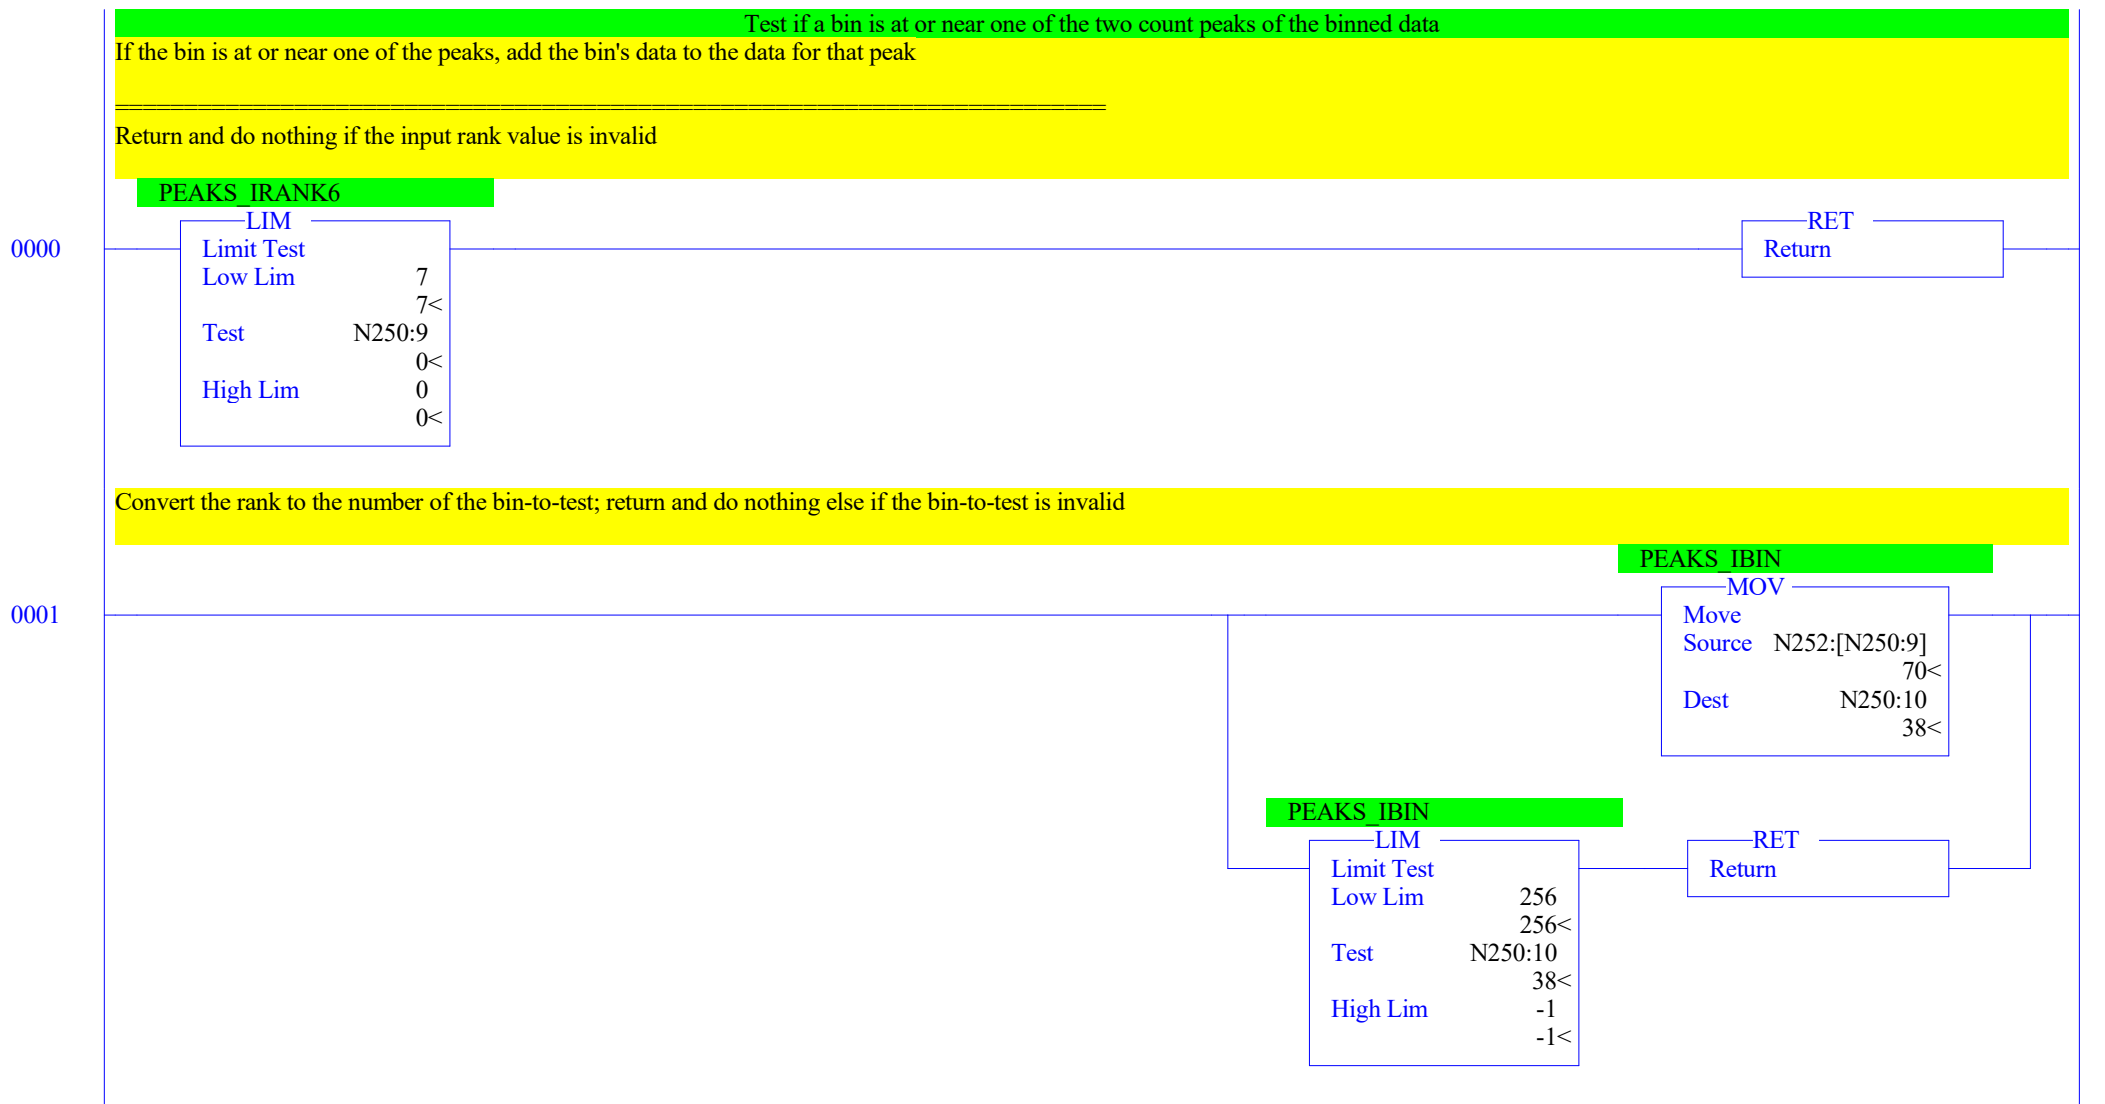 Test if a bin is at or near one of the two count peaks of the binned data
If the bin is at or near one of the peaks, add the bin's data to the data for that peak
========================================================================
Return and do nothing if the input rank value is invalid
PEAKS_IRANK6
LIM
RET
0000
Limit Test
Return
Low Lim 7
7<
Test N250:9
0<
High Lim 0
0<
Convert the rank to the number of the bin-to-test; return and do nothing else if the bin-to-test is invalid
PEAKS_IBIN
MOV
0001
Move
Source N252:[N250:9]
70<
Dest N250:10
38<
PEAKS_IBIN
LIM
RET
Limit Test
Return
Low Lim 256
256<
Test N250:10
38<
High Lim -1
-1<